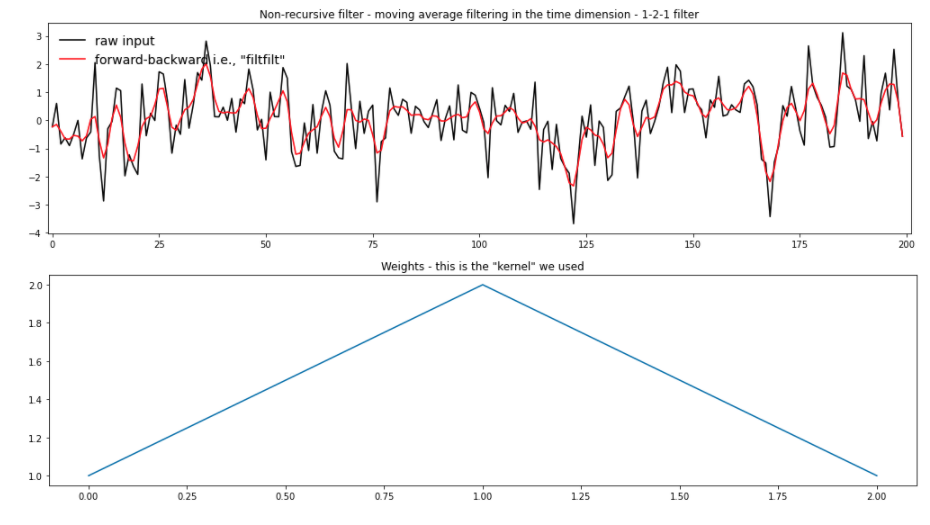 Non-recursive filter - moving average filtering in the time dimension - 1-2-1 filter
raw input
forward-backward i.e., "filtfilt"
3
2
1
0
−1
−2
−3
−4
0 25 50 75 100 125 150 175 200
Weights - this is the "kernel" we used
2.0
1.8
1.6
1.4
1.2
1.0
0.00 0.25 0.50 0.75 1.00 1.25 1.50 1.75 2.00